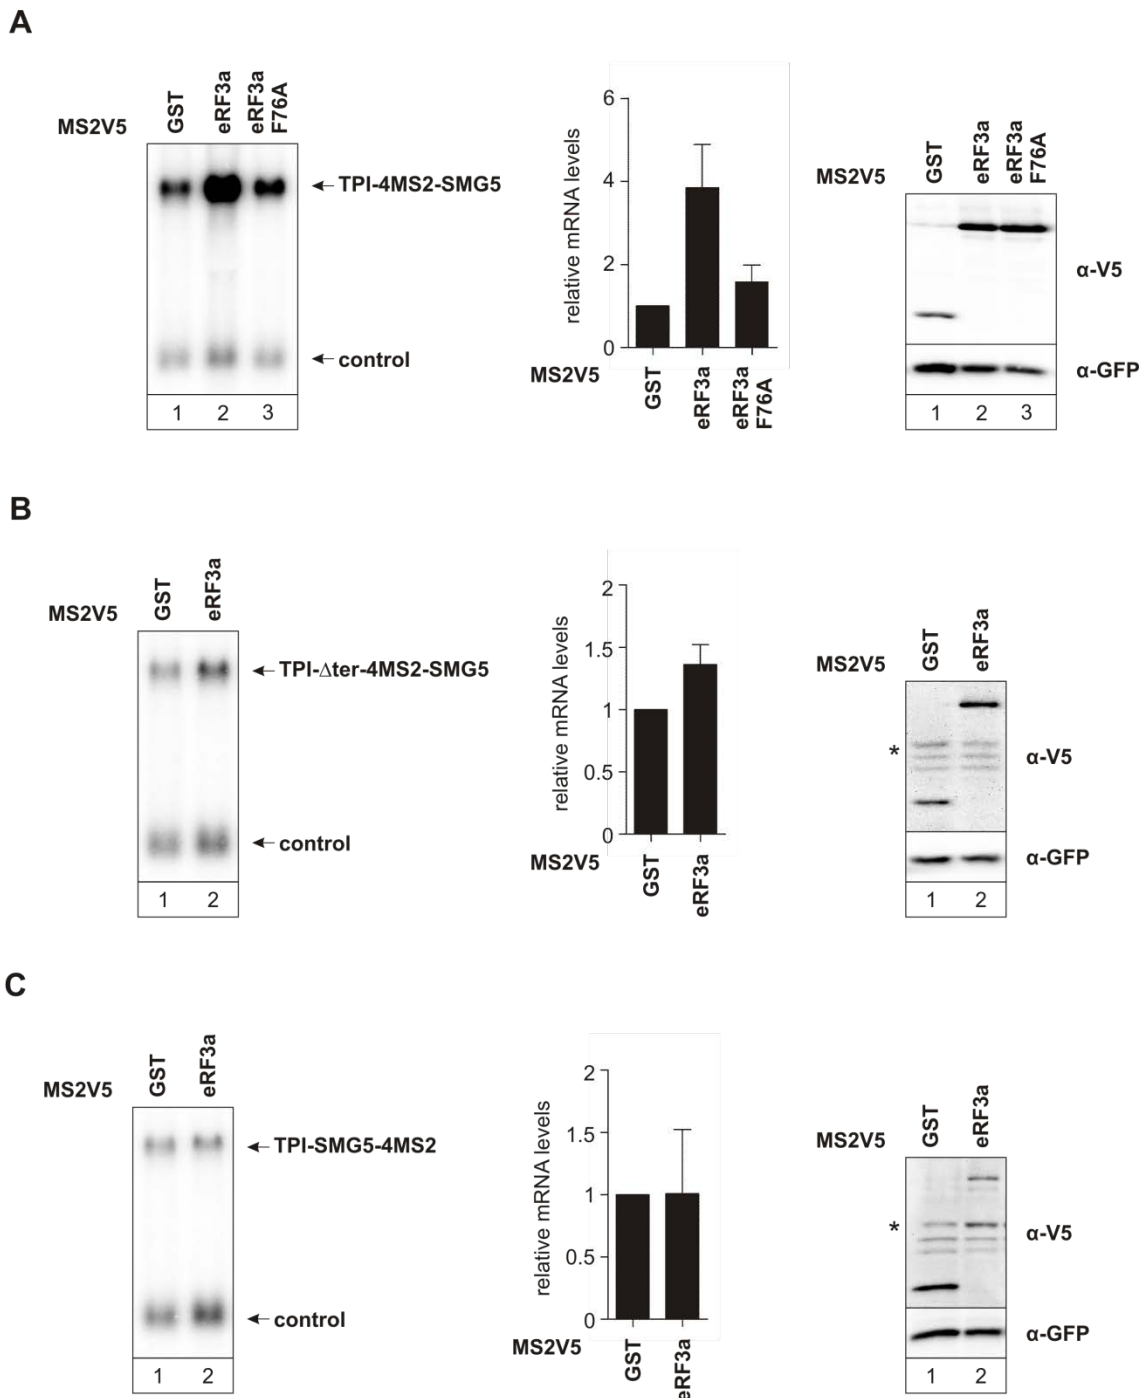 A
MS2V5
GST
eRF3a
eRF3a
F76A
TPI-4MS2-SMG5
control
1 2 3
relative mRNA levels
6
4
2
0
MS2V5
GST
eRF3a
eRF3a
F76A
MS2V5
GST
eRF3a
eRF3a
F76A
α-V5
α-GFP
1 2 3
B
MS2V5
GST
eRF3a
TPI-Δter-4MS2-SMG5
control
1 2
relative mRNA levels
2
1.5
1
0.5
0
MS2V5
GST
eRF3a
MS2V5
GST
eRF3a
*
α-V5
α-GFP
1 2
C
MS2V5
GST
eRF3a
TPI-SMG5-4MS2
control
1 2
relative mRNA levels
2
1.5
1
0.5
0
MS2V5
GST
eRF3a
MS2V5
GST
eRF3a
*
α-V5
α-GFP
1 2